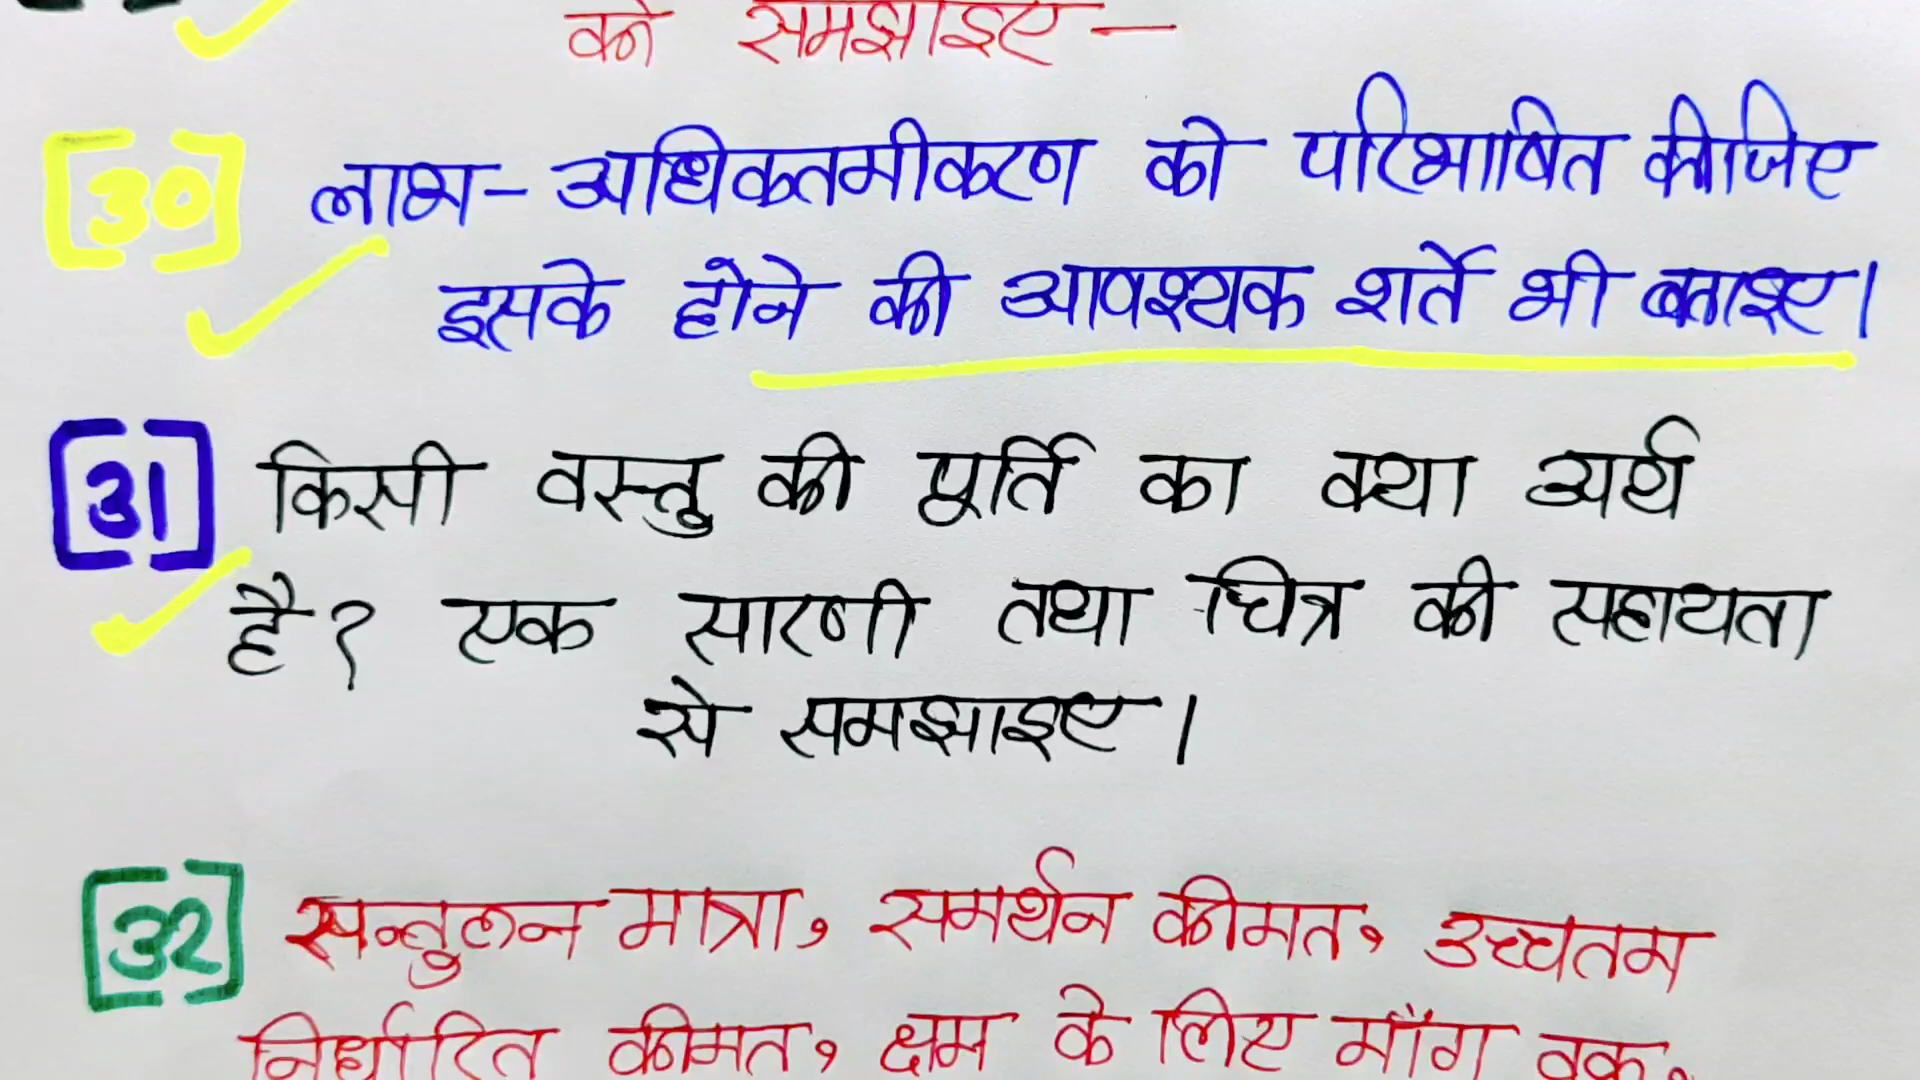 को समझाइए –
[30] लाभ - अधिकतमीकरण को परिभाषित कीजिए
इसके होने की आवश्यक शर्ते भी बताइए।
[31] किसी वस्तु की पूर्ति का क्या अर्थ
है? एक सारणी तथा चित्र की सहायता
से समझाइए।
[32] सन्तुलन मात्रा, समर्थन कीमत, उच्चतम
निर्धारित कीमत, श्रम के लिए माँग वक्र,